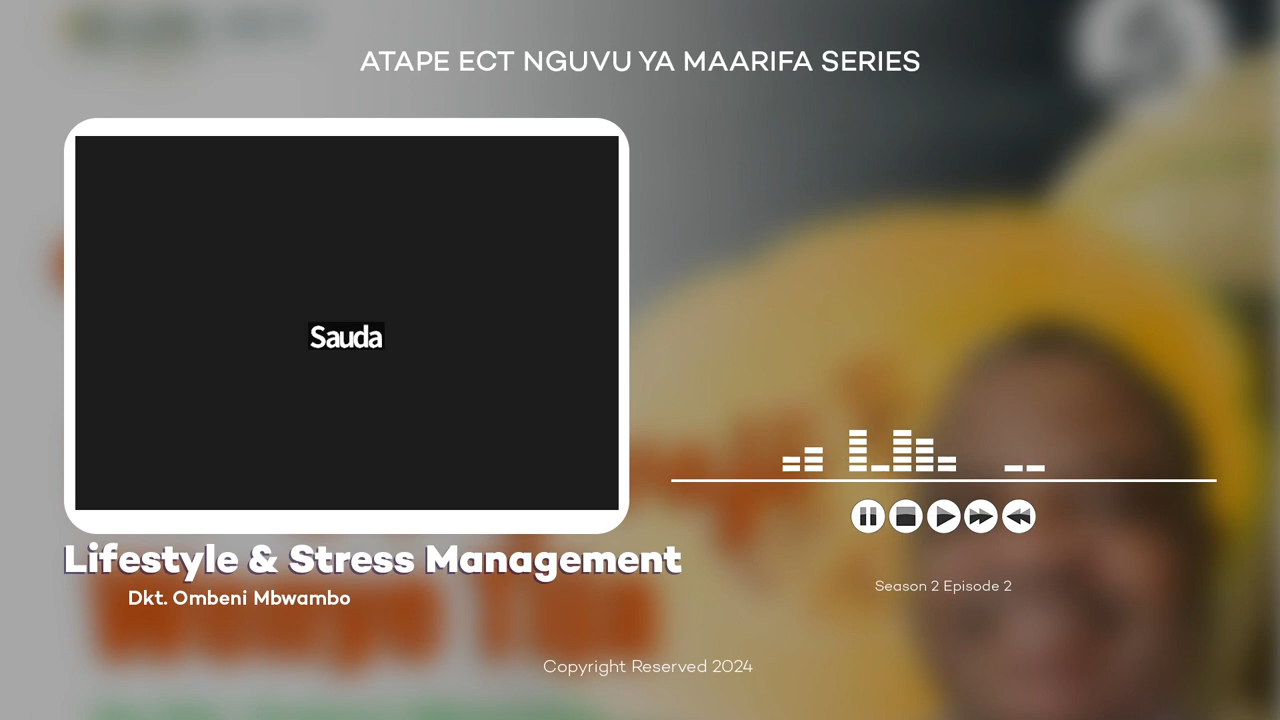 ATAPE ECT NGUVU YA MAARIFA SERIES
Sauda
Lifestyle & Stress Management
Dkt. Ombeni Mbwambo
Season 2 Episode 2
Copyright Reserved 2024